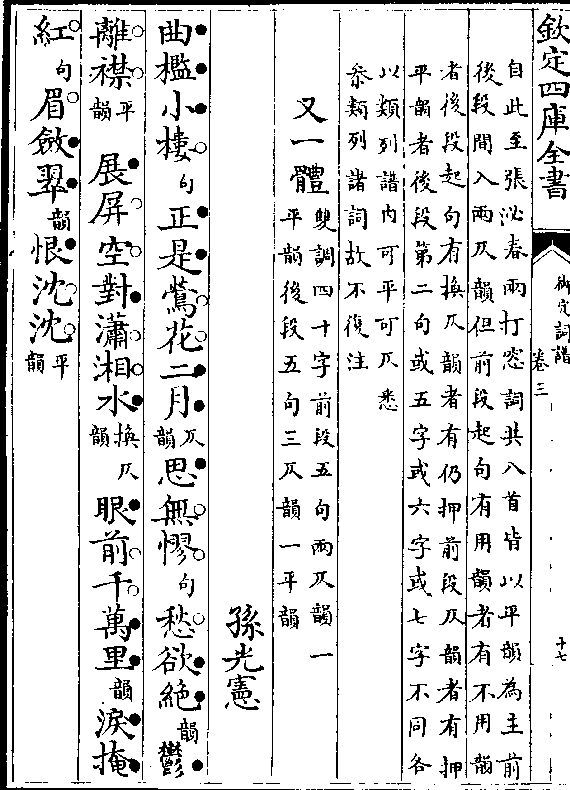 欽定四庫全書
御定詞譜
卷三
十七
自此至張泌春雨打窓詞共八首皆以平韻為主前
後段間入兩仄韻但前段起句有用韻者有不用韻
者後段起句有換仄韻者有仍押前段仄韻者有押
平韻者後段第二句或五字或六字或七字不同各
以類列譜内可平可仄悉
叅類列諸詞故不復注
又一體 雙調四十字前段五句兩仄韻一
平韻後段五句三仄韻一平韻
孫光憲
曲檻小樓句正是鶯花二月仄韻思無憀句愁欲絶韻鬱
離襟平韻 展屏空對瀟湘水換仄韻眼前千萬里韻淚掩
紅句眉斂翠韻恨沈沈平韻